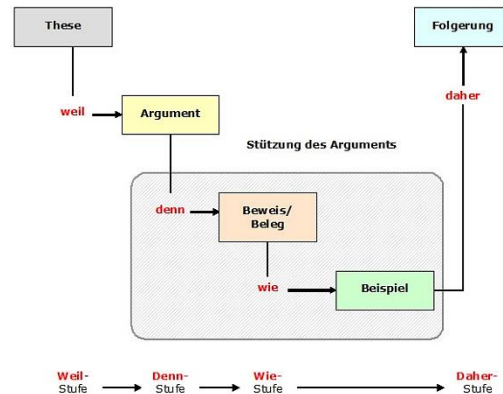 These
Folgerung
weil
daher
Argument
Stützung des Arguments
denn
Beweis/
Beleg
wie
Beispiel
Weil-
Stufe
Denn-
Stufe
Wie-
Stufe
Daher-
Stufe